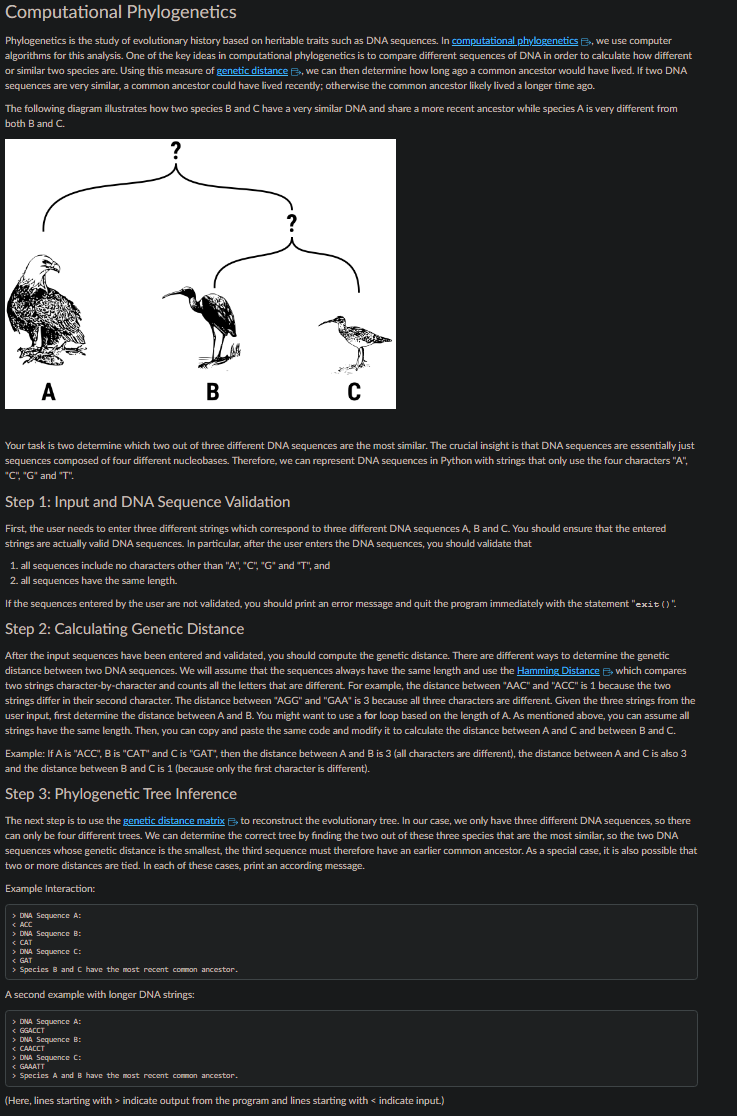 Computational Phylogenetics
Phylogenetics is the study of evolutionary history based on heritable traits such as DNA sequences. In computational phylogenetics, we use computer
algorithms for this analysis. One of the key ideas in computational phylogenetics is to compare different sequences of DNA in order to calculate how different
or similar two species are. Using this measure of genetic distance, we can then determine how long ago a common ancestor would have lived. If two DNA
sequences are very similar, a common ancestor could have lived recently; otherwise the common ancestor likely lived a longer time ago.
The following diagram illustrates how two species B and C have a very similar DNA and share a more recent ancestor while species A is very different from
both B and C.
?
?
A B C
Your task is two determine which two out of three different DNA sequences are the most similar. The crucial insight is that DNA sequences are essentially just
sequences composed of four different nucleobases. Therefore, we can represent DNA sequences in Python with strings that only use the four characters "A",
"C", "G" and "T".
Step 1: Input and DNA Sequence Validation
First, the user needs to enter three different strings which correspond to three different DNA sequences A, B and C. You should ensure that the entered
strings are actually valid DNA sequences. In particular, after the user enters the DNA sequences, you should validate that
1. all sequences include no characters other than "A", "C", "G" and "T", and
2. all sequences have the same length.
If the sequences entered by the user are not validated, you should print an error message and quit the program immediately with the statement "exit()".
Step 2: Calculating Genetic Distance
After the input sequences have been entered and validated, you should compute the genetic distance. There are different ways to determine the genetic
distance between two DNA sequences. We will assume that the sequences always have the same length and use the Hamming Distance, which compares
two strings character-by-character and counts all the letters that are different. For example, the distance between "AAC" and "ACC" is 1 because the two
strings differ in their second character. The distance between "AGG" and "GAA" is 3 because all three characters are different. Given the three strings from the
user input, first determine the distance between A and B. You might want to use a for loop based on the length of A. As mentioned above, you can assume all
strings have the same length. Then, you can copy and paste the same code and modify it to calculate the distance between A and C and between B and C.
Example: If A is "ACC", B is "CAT" and C is "GAT", then the distance between A and B is 3 (all characters are different), the distance between A and C is also 3
and the distance between B and C is 1 (because only the first character is different).
Step 3: Phylogenetic Tree Inference
The next step is to use the genetic distance matrix to reconstruct the evolutionary tree. In our case, we only have three different DNA sequences, so there
can only be four different trees. We can determine the correct tree by finding the two out of these three species that are the most similar, so the two DNA
sequences whose genetic distance is the smallest, the third sequence must therefore have an earlier common ancestor. As a special case, it is also possible that
two or more distances are tied. In each of these cases, print an according message.
Example Interaction:
> DNA Sequence A:
< ACC
> DNA Sequence B:
< CAT
> DNA Sequence C:
< GAT
> Species B and C have the most recent common ancestor.
A second example with longer DNA strings:
> DNA Sequence A:
< GGACCT
> DNA Sequence B:
< CAACCT
> DNA Sequence C:
< GAAATT
> Species A and B have the most recent common ancestor.
(Here, lines starting with > indicate output from the program and lines starting with < indicate input.)